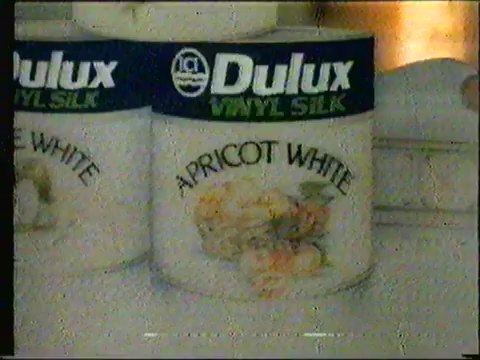 Dulux
VINYL SILK
E WHITE
ICI
Dulux
VINYL SILK
APRICOT WHITE